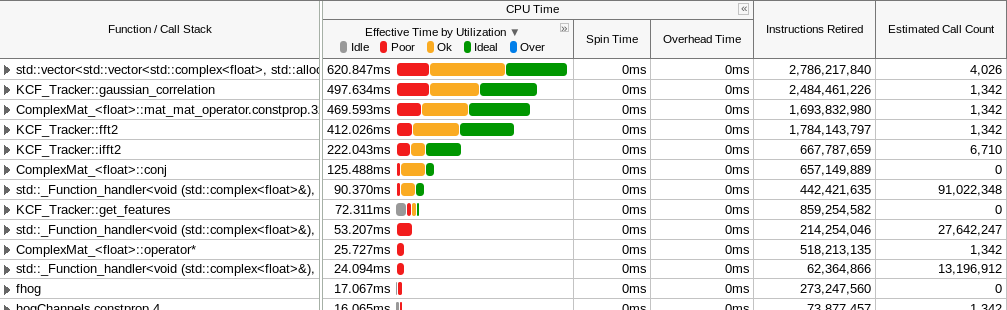 CPU Time
Function / Call Stack
Effective Time by Utilization
Spin Time
Overhead Time
Instructions Retired
Estimated Call Count
Idle Poor Ok Ideal Over
std::vector<std::vector<std::complex<float>, std::alloc 620.847ms 0ms 0ms 2,786,217,840 4,026
KCF_Tracker::gaussian_correlation 497.634ms 0ms 0ms 2,484,461,226 1,342
ComplexMat_<float>::mat_mat_operator.constprop.3 469.593ms 0ms 0ms 1,693,832,980 1,342
KCF_Tracker::fft2 412.026ms 0ms 0ms 1,784,143,797 1,342
KCF_Tracker::ifft2 222.043ms 0ms 0ms 667,787,659 6,710
ComplexMat_<float>::conj 125.488ms 0ms 0ms 657,149,889 0
std::_Function_handler<void (std::complex<float>&), 90.370ms 0ms 0ms 442,421,635 91,022,348
KCF_Tracker::get_features 72.311ms 0ms 0ms 859,254,582 0
std::_Function_handler<void (std::complex<float>&), 53.207ms 0ms 0ms 214,254,046 27,642,247
ComplexMat_<float>::operator* 25.727ms 0ms 0ms 518,213,135 1,342
std::_Function_handler<void (std::complex<float>&), 24.094ms 0ms 0ms 62,364,866 13,196,912
fhog 17.067ms 0ms 0ms 273,247,560 0
hogChannels.constprop.4 16.065ms 0ms 0ms 73,877,457 1,342